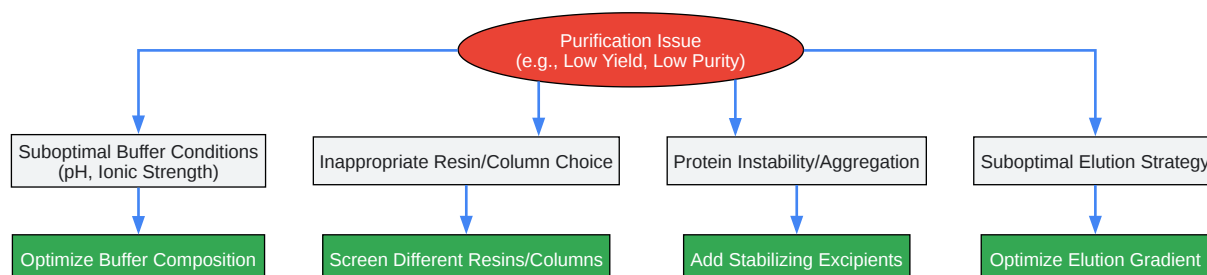 Purification Issue
(e.g., Low Yield, Low Purity)
Suboptimal Buffer Conditions
(pH, Ionic Strength)
Inappropriate Resin/Column Choice
Protein Instability/Aggregation
Suboptimal Elution Strategy
Optimize Buffer Composition
Screen Different Resins/Columns
Add Stabilizing Excipients
Optimize Elution Gradient